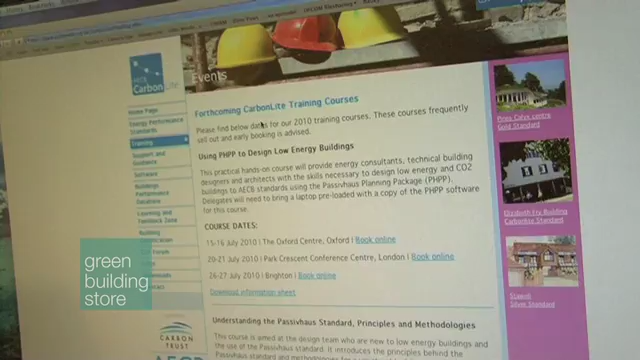 AECB
CarbonLite
Events
Home Page
Energy Performance
Standards
Training
Support and
Guidance
Software
Buildings
Performance
Database
Learning and
Feedback Zone
Building
green
building
store
CARBON
TRUST
Forthcoming CarbonLite Training Courses
Please find below dates for our 2010 training courses. These courses frequently
sell out and early booking is advised.
Using PHPP to Design Low Energy Buildings
This practical hands-on course will provide energy consultants, technical building
designers and architects with the skills necessary to design low energy and CO2
buildings to AECB standards using the Passivhaus Planning Package (PHPP).
Delegates will need to bring a laptop pre-loaded with a copy of the PHPP software
for this course.
COURSE DATES:
15-16 July 2010 | The Oxford Centre, Oxford | Book online
20-21 July 2010 | Park Crescent Conference Centre, London | Book online
26-27 July 2010 | Brighton | Book online
Download information sheet
Understanding the Passivhaus Standard, Principles and Methodologies
This course is aimed at the design team who are new to low energy buildings and
the use of the Passivhaus standard. It introduces the principles behind the
Pines Calyx centre
Gold Standard
Elizabeth Fry Building
Carbonlite Standard
Silver Standard